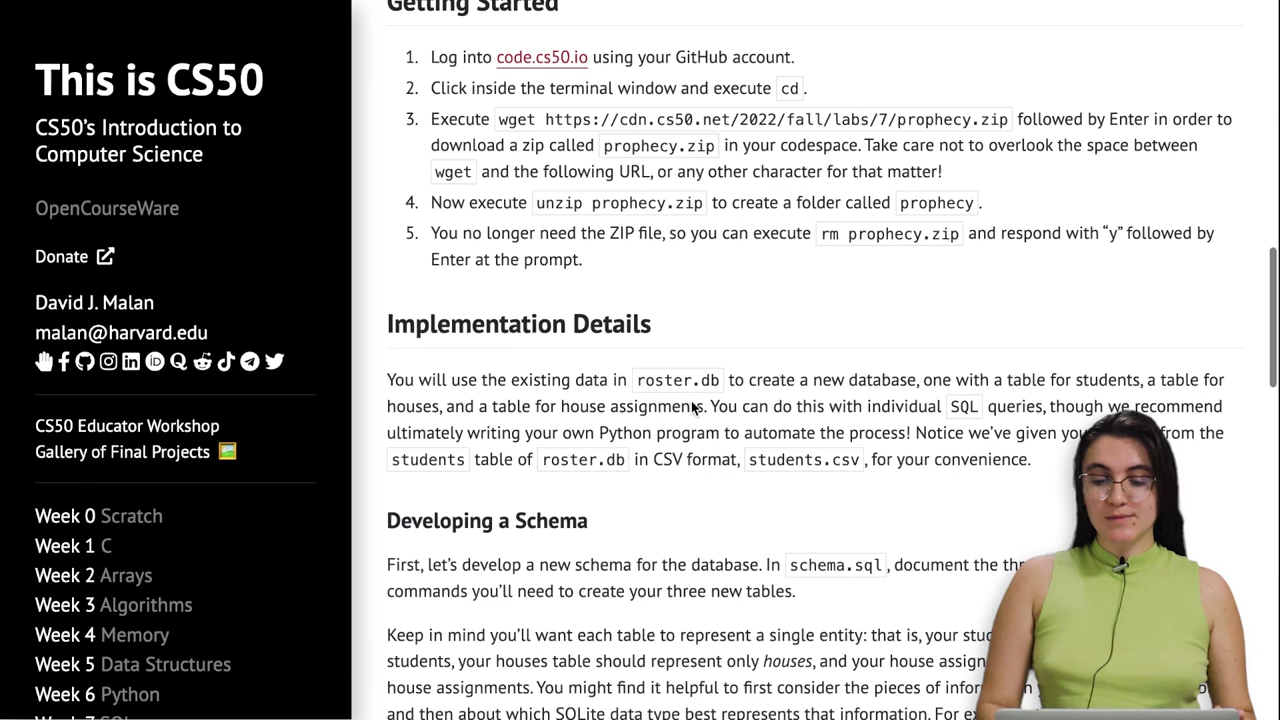 Getting Started
This is CS50
CS50's Introduction to
Computer Science
OpenCourseWare
Donate
David J. Malan
malan@harvard.edu
CS50 Educator Workshop
Gallery of Final Projects
Week 0 Scratch
Week 1 C
Week 2 Arrays
Week 3 Algorithms
Week 4 Memory
Week 5 Data Structures
Week 6 Python
1. Log into code.cs50.io using your GitHub account.
2. Click inside the terminal window and execute cd.
3. Execute wget https://cdn.cs50.net/2022/fall/labs/7/prophecy.zip followed by Enter in order to
download a zip called prophecy.zip in your codespace. Take care not to overlook the space between
wget and the following URL, or any other character for that matter!
4. Now execute unzip prophecy.zip to create a folder called prophecy.
5. You no longer need the ZIP file, so you can execute rm prophecy.zip and respond with “y” followed by
Enter at the prompt.
Implementation Details
You will use the existing data in roster.db to create a new database, one with a table for students, a table for
houses, and a table for house assignments. You can do this with individual SQL queries, though we recommend
ultimately writing your own Python program to automate the process! Notice we've given you from the
students table of roster.db in CSV format, students.csv, for your convenience.
Developing a Schema
First, let's develop a new schema for the database. In schema.sql, document the
commands you'll need to create your three new tables.
Keep in mind you'll want each table to represent a single entity: that is, your
students, your houses table should represent only houses, and your house
house assignments. You might find it helpful to first consider the pieces of
and then about which SQLite data type best represents that information. For